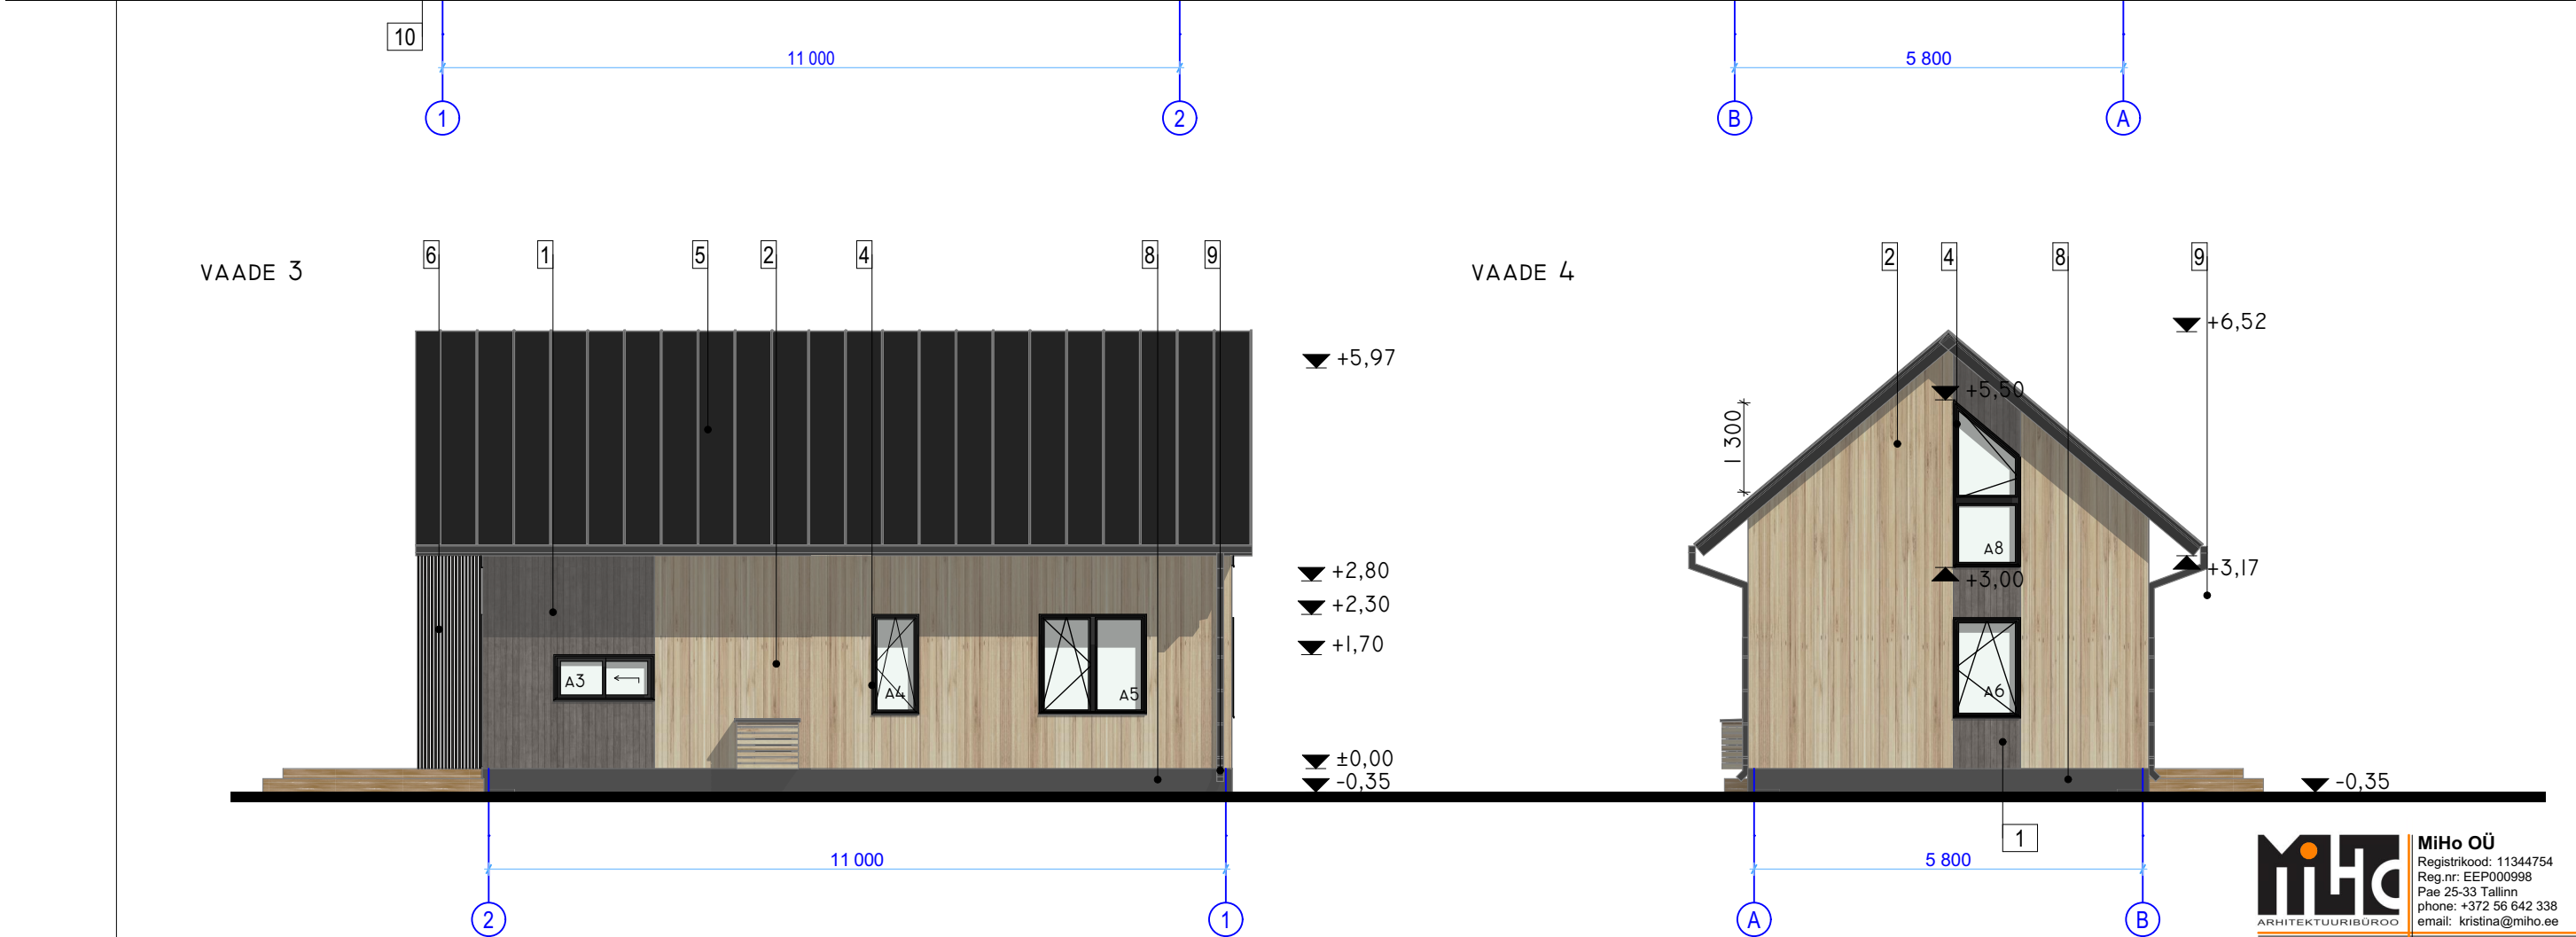 10
11 000
5 800
1
2
B
A
VAADE 3
6
1
5
2
4
8
9
VAADE 4
2
4
8
9
+6,52
+5,97
+5,50
1 300
A8
+2,80
+3,00
+3,17
+2,30
+1,70
A3
A4
A5
A6
±0,00
-0,35
-0,35
1
11 000
5 800
2
1
A
B
MiHo
ARHITEKTUURIBÜROO
MiHo OÜ
Registrikood: 11344754
Reg.nr: EEP000998
Pae 25-33 Tallinn
phone: +372 56 642 338
email: kristina@miho.ee